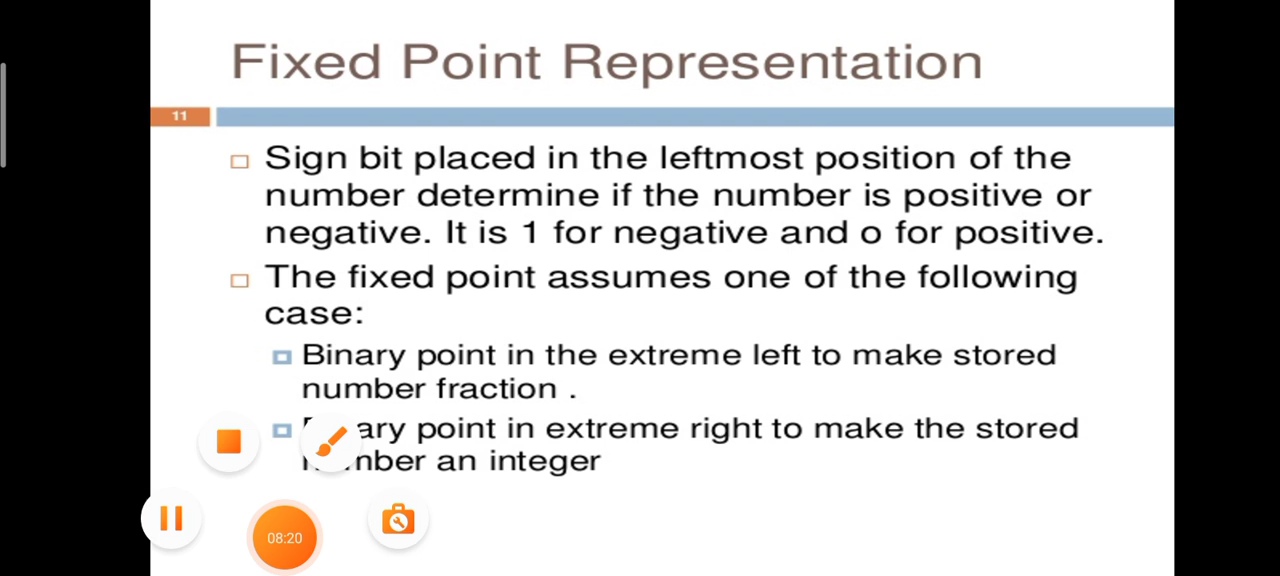 Fixed Point Representation
11
Sign bit placed in the leftmost position of the
number determine if the number is positive or
negative. It is 1 for negative and o for positive.
The fixed point assumes one of the following
case:
Binary point in the extreme left to make stored
number fraction .
point in extreme right to make the stored
an integer
08:20